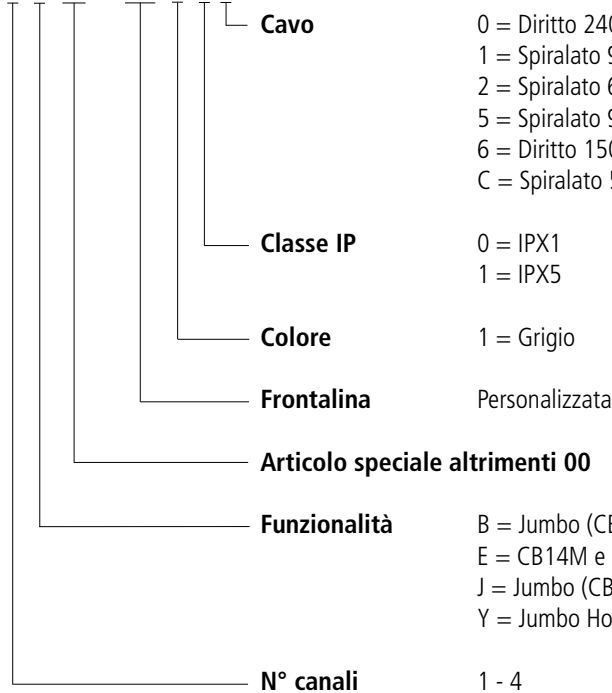 Cavo 0 = Diritto 240
1 = Spiralato 9
2 = Spiralato 6
5 = Spiralato 9
6 = Diritto 150
C = Spiralato
Classe IP 0 = IPX1
1 = IPX5
Colore 1 = Grigio
Frontalina Personalizzata
Articolo speciale altrimenti 00
Funzionalità B = Jumbo (CB
E = CB14M e
J = Jumbo (CB
Y = Jumbo Ho
N° canali 1 - 4